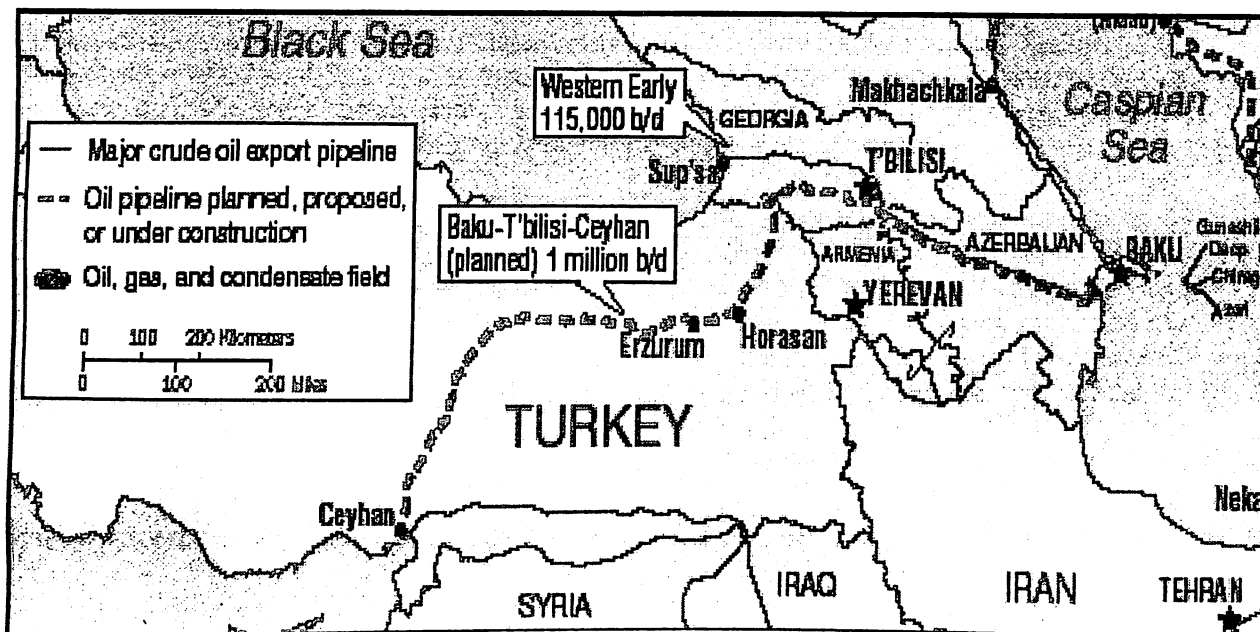 Black Sea
Caspian
Sea
Western Early
115,000 b/d
Makhachkala
GEORGIA
Major crude oil export pipeline
Oil pipeline planned, proposed,
or under construction
Oil, gas, and condensate field
0 100 200 Kilometers
0 100 200 Miles
Sup'sa
T'BILISI
Baku-T'bilisi-Ceyhan
(planned) 1 million b/d
ARMENIA
AZERBAIJAN
BAKU
YEREVAN
Azeri
Erzurum
Horasan
TURKEY
Ceyhan
Neka
SYRIA
IRAQ
IRAN
TEHRAN